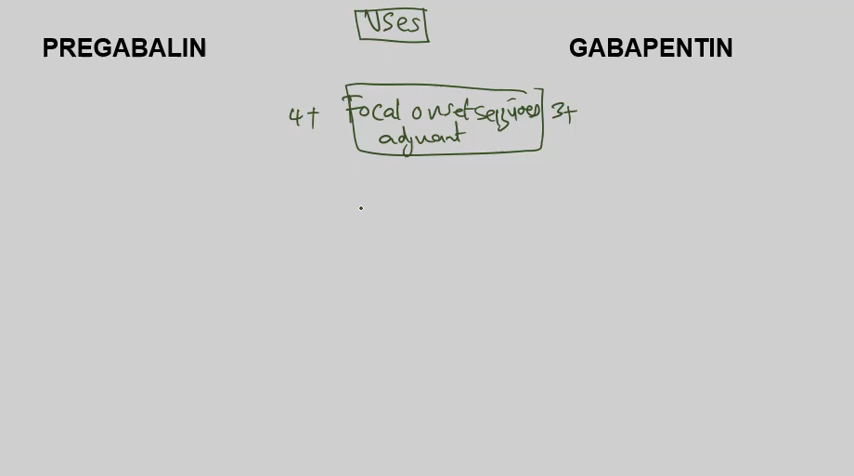 Uses
PREGABALIN
GABAPENTIN
4+ Focal onset seizures 3+
adjuvant